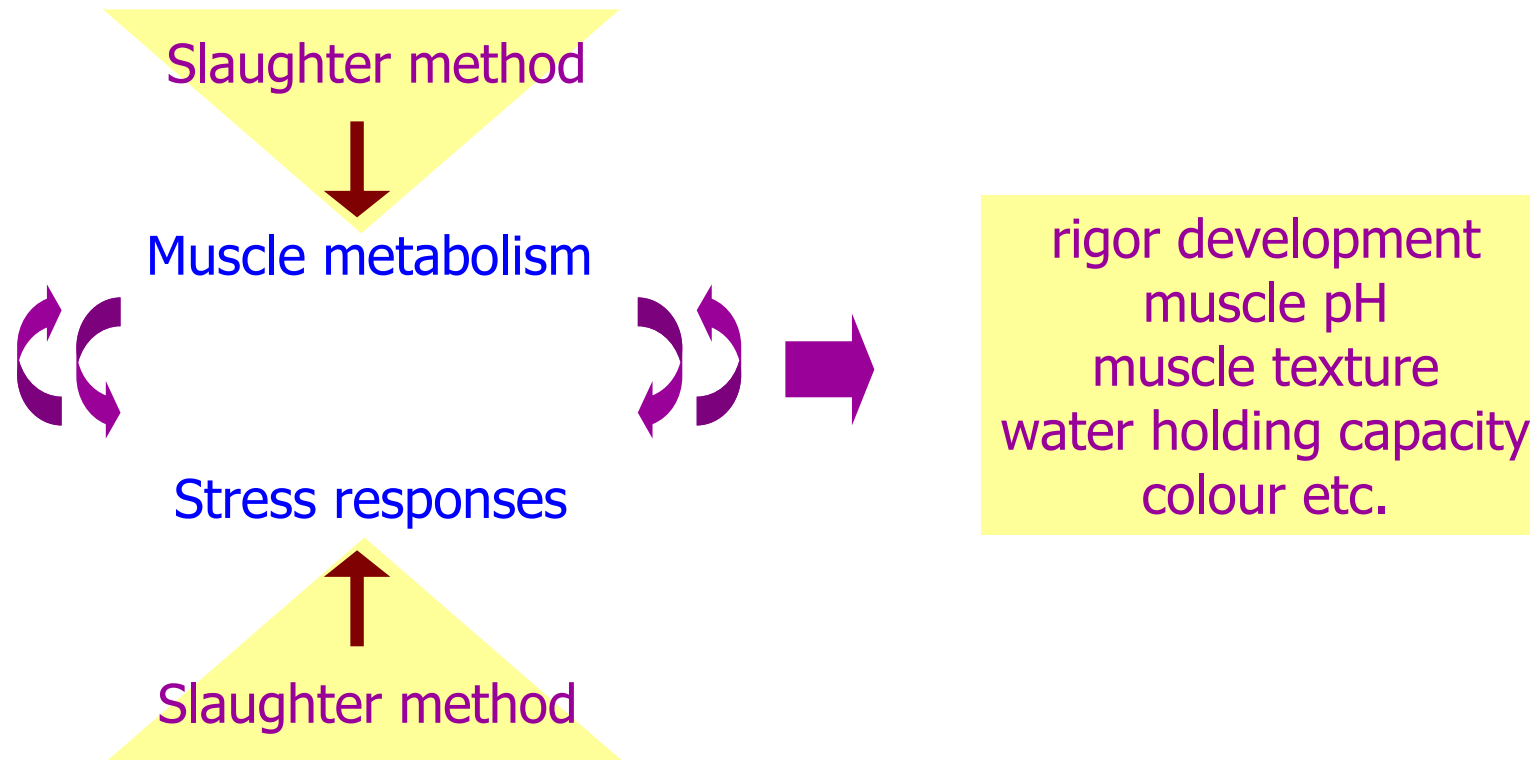 Slaughter method
Muscle metabolism
Stress responses
Slaughter method
rigor development
muscle pH
muscle texture
water holding capacity
colour etc.